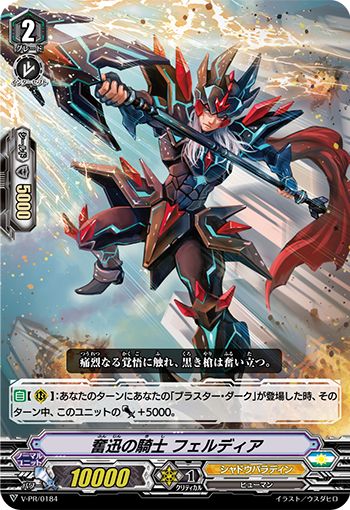 2
グレード
インターセプト
シールド
5000
痛烈なる覚悟に触れ、黒き槍は奮い立つ。
自【R】:あなたのターンにあなたの「ブラスター・ダーク」が登場した時、そのターン中、このユニットの+5000。
奮迅の騎士 フェルディア
ノーマルユニット
パワー
10000
1
クリティカル
シャドウパラディン
ヒューマン
V-PR/0184
イラスト/ウスダヒロ